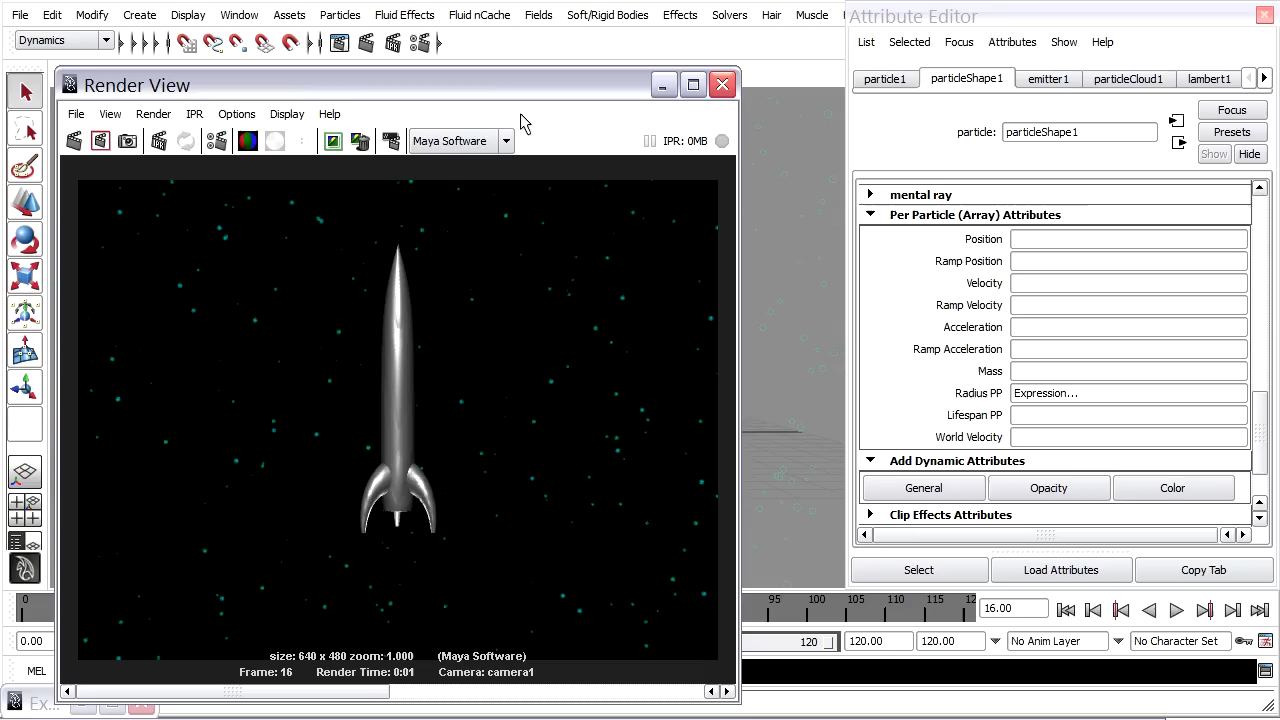 File Edit Modify Create Display Window Assets Particles Fluid Effects Fluid nCache Fields Soft/Rigid Bodies Effects Solvers Hair Muscle
Attribute Editor
Dynamics
List Selected Focus Attributes Show Help
Render View
particle1 particleShape1 emitter1 particleCloud1 lambert1
File View Render IPR Options Display Help
Focus
particle: particleShape1
Presets
Maya Software
IPR: 0MB
Show Hide
mental ray
Per Particle (Array) Attributes
Position
Ramp Position
Velocity
Ramp Velocity
Acceleration
Ramp Acceleration
Mass
Radius PP Expression...
Lifespan PP
World Velocity
Add Dynamic Attributes
General Opacity Color
Clip Effects Attributes
Select Load Attributes Copy Tab
0 95 100 105 110 115 12 16.00
0.00 120 120.00 120.00 No Anim Layer No Character Set
size: 640 x 480 zoom: 1.000 (Maya Software)
Frame: 16 Render Time: 0:01 Camera: camera1
MEL
Ex...